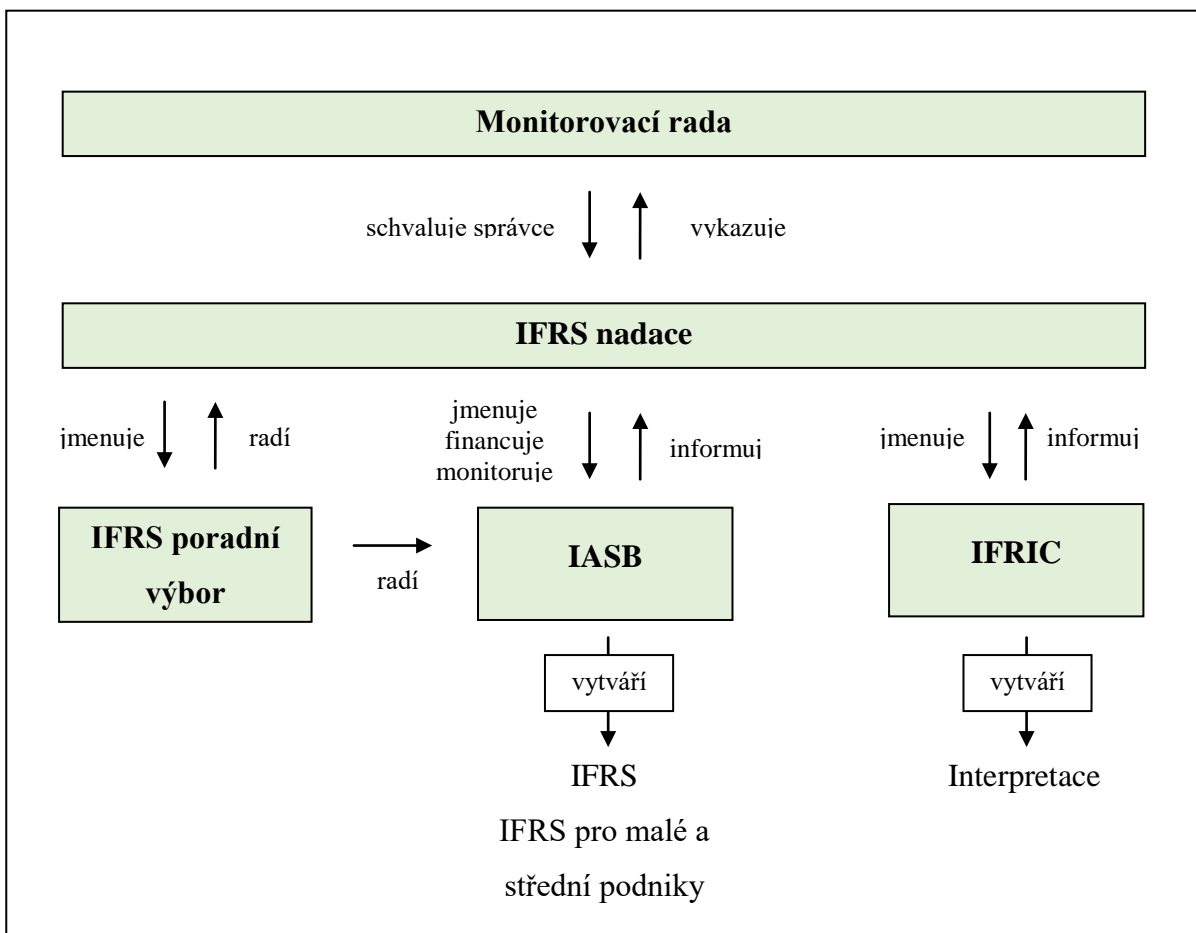 Monitorovací rada
schvaluje správce
vykazuje
IFRS nadace
jmenuje
radí
jmenuje
financuje
monitoruje
informuj
jmenuje
informuj
IFRS poradní
výbor
radí
IASB
IFRIC
vytváří
vytváří
IFRS
IFRS pro malé a
střední podniky
Interpretace